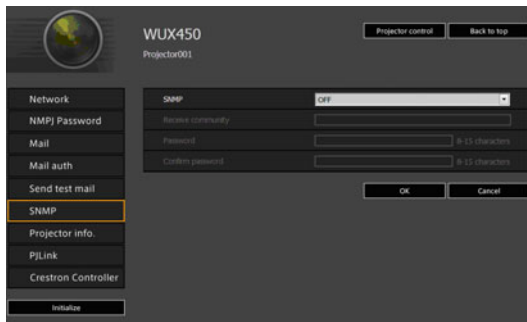 WUX450
Projector001
Projector control
Back to top
Network
NMPJ Password
Mail
Mail auth
Send test mail
SNMP
Projector info.
PJLink
Crestron Controller
Initialize
SNMP
OFF
Receive community
Password
8-15 characters
Confirm password
8-15 characters
OK
Cancel